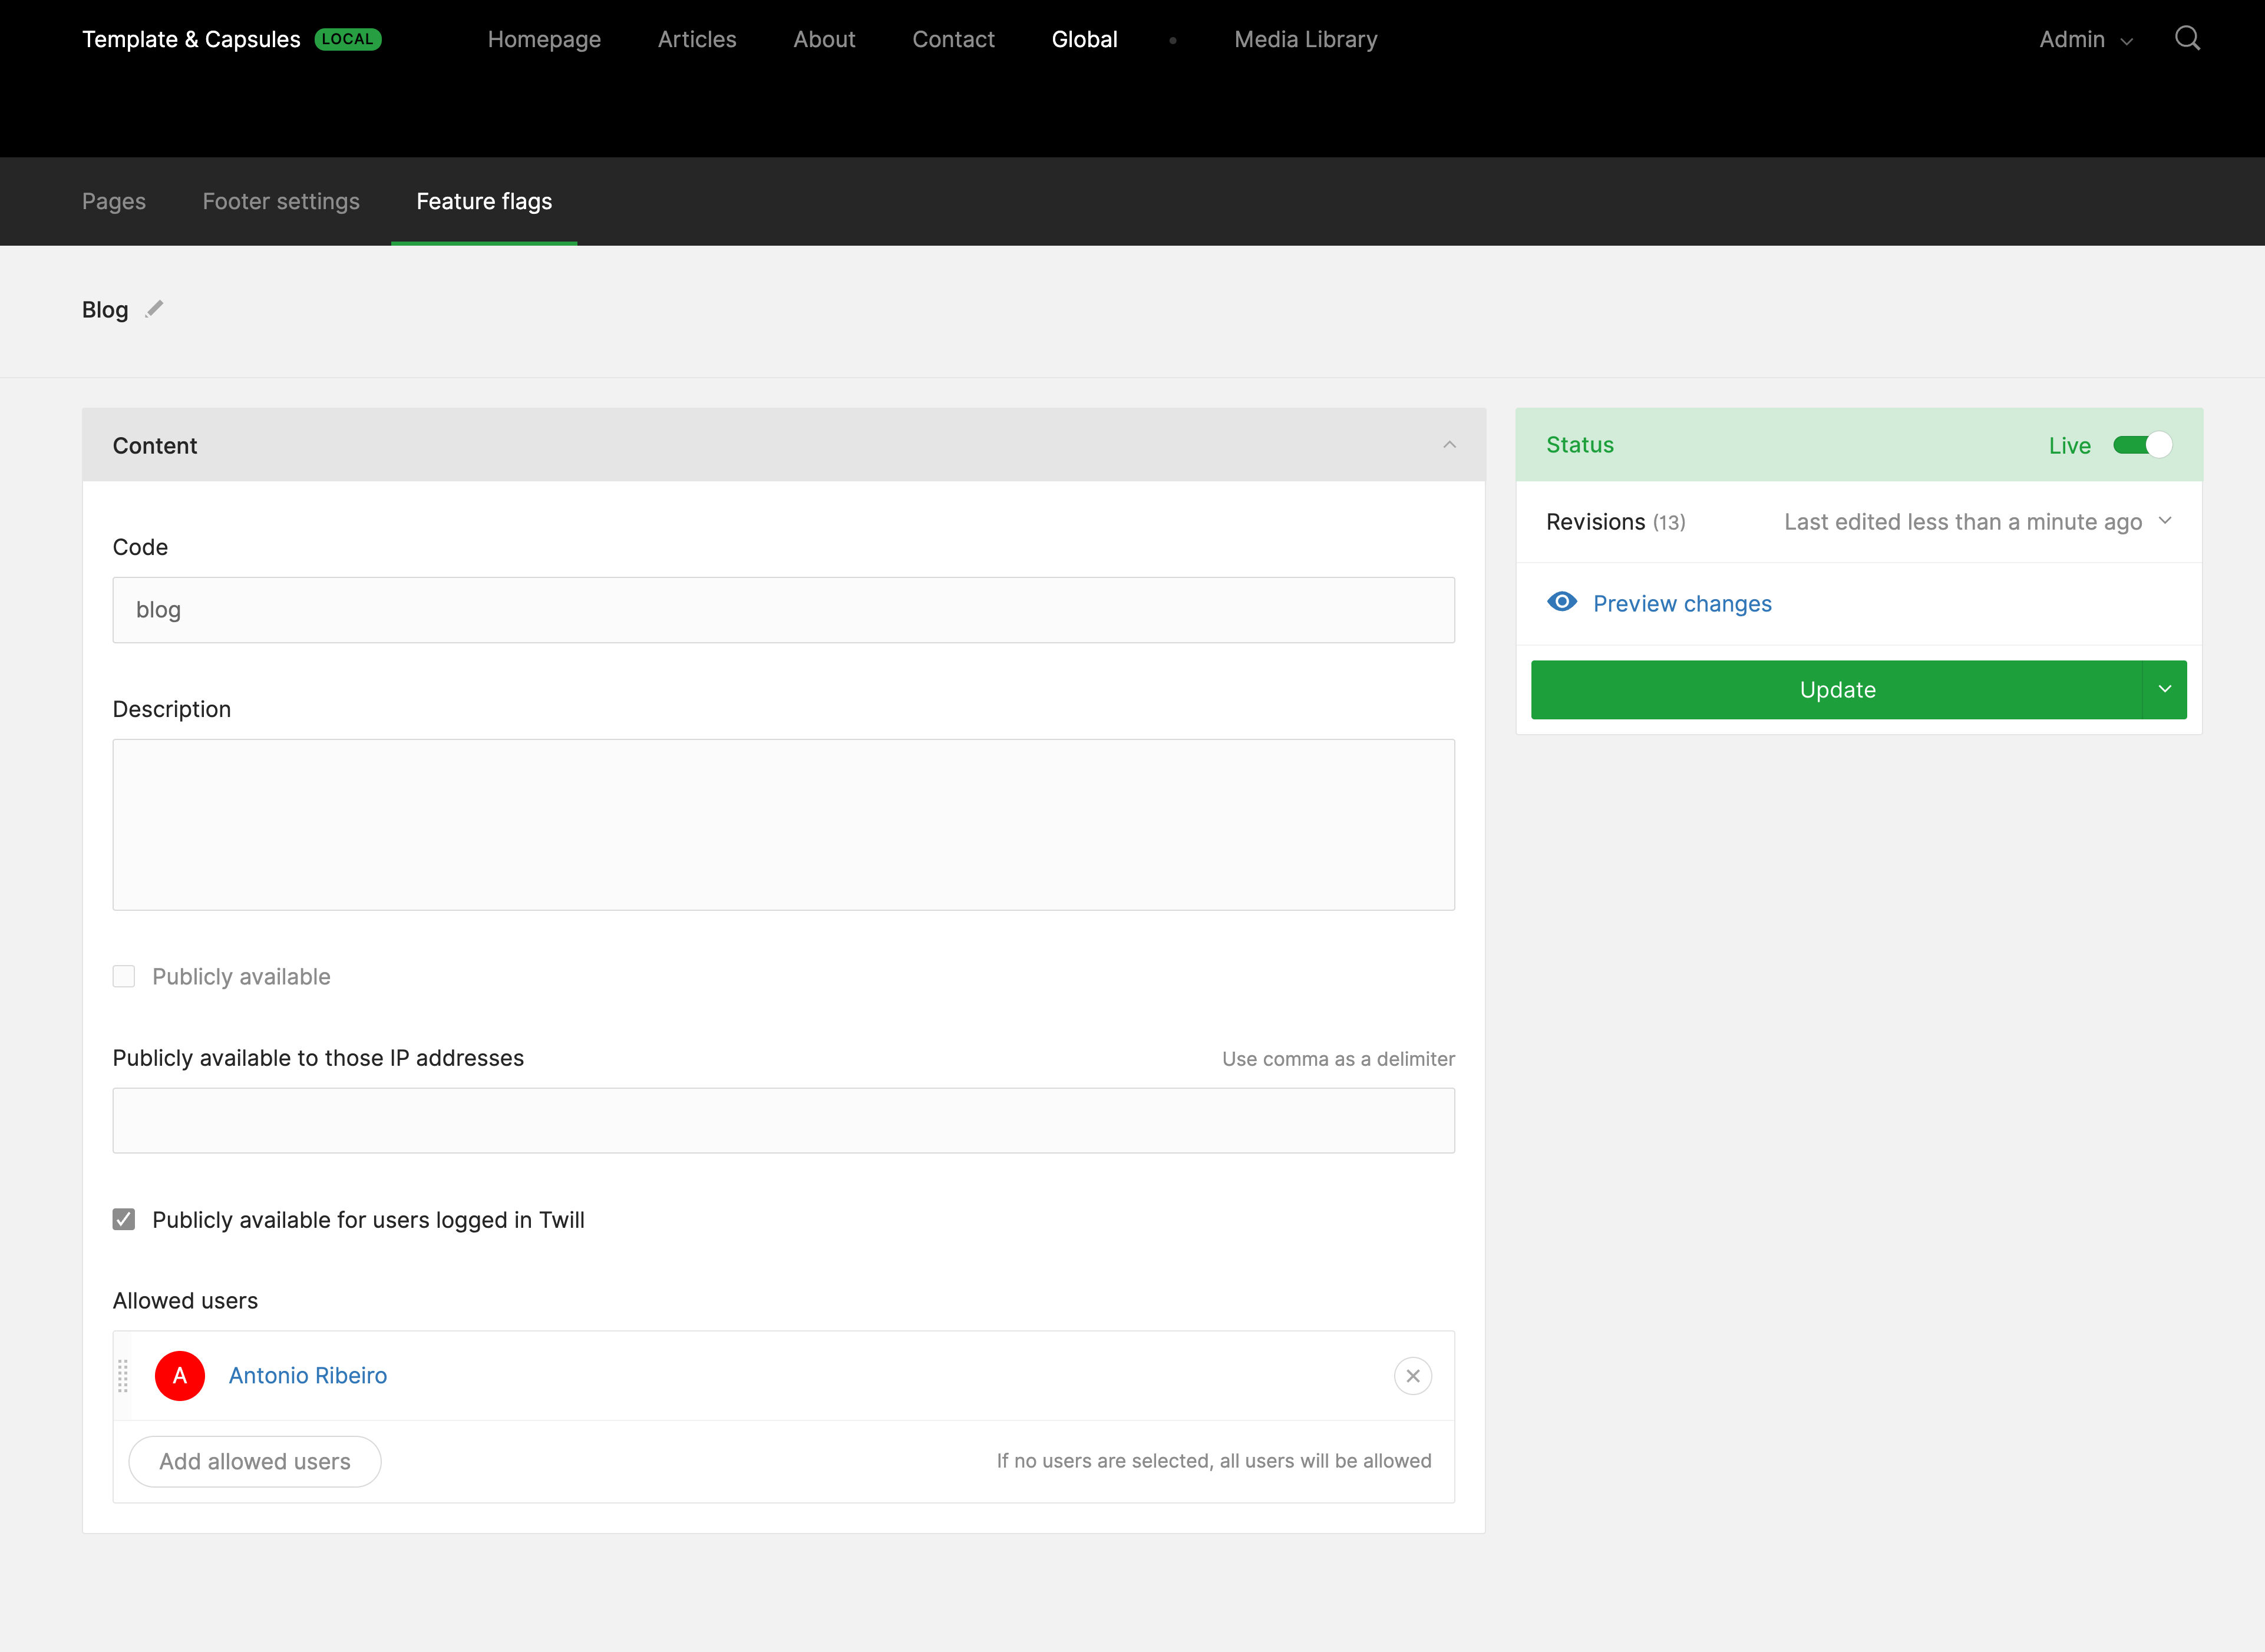 Template & Capsules LOCAL Homepage Articles About Contact Global • Media Library Admin
Pages Footer settings Feature flags
Blog
Content
Status Live
Revisions (13) Last edited less than a minute ago
Preview changes
Update
Code
blog
Description
Publicly available
Publicly available to those IP addresses Use comma as a delimiter
Publicly available for users logged in Twill
Allowed users
A Antonio Ribeiro
Add allowed users If no users are selected, all users will be allowed